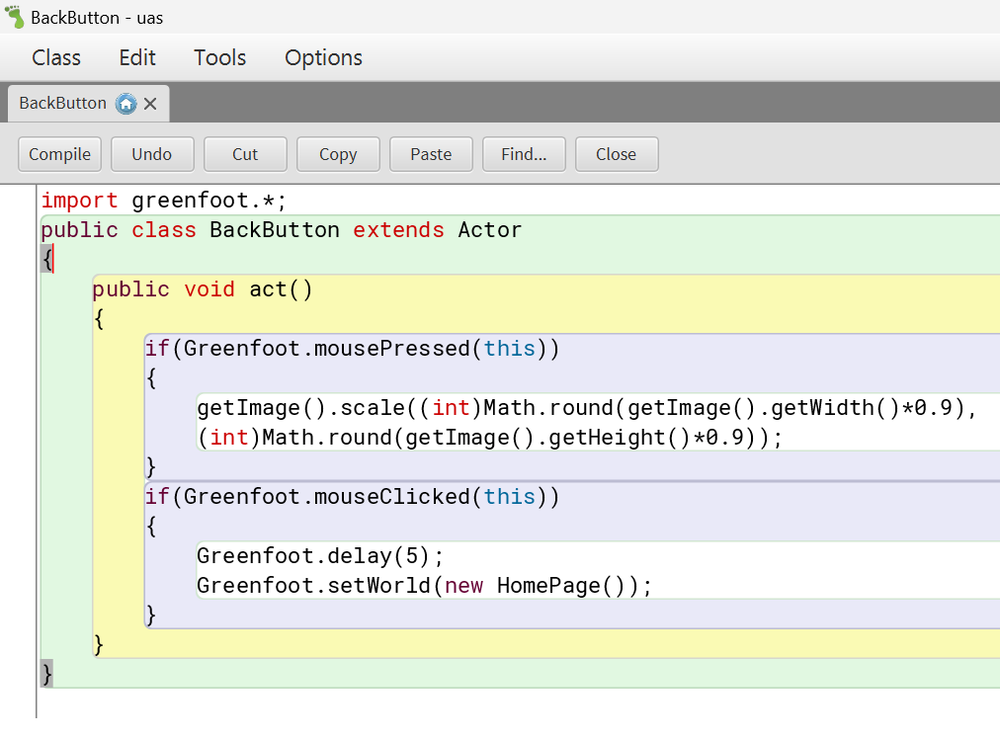 BackButton - uas
Class Edit Tools Options
BackButton
Compile Undo Cut Copy Paste Find... Close
import greenfoot.*;
public class BackButton extends Actor
{
    public void act()
    {
        if(Greenfoot.mousePressed(this))
        {
            getImage().scale((int)Math.round(getImage().getWidth()*0.9),
            (int)Math.round(getImage().getHeight()*0.9));
        }
        if(Greenfoot.mouseClicked(this))
        {
            Greenfoot.delay(5);
            Greenfoot.setWorld(new HomePage());
        }
    }
}